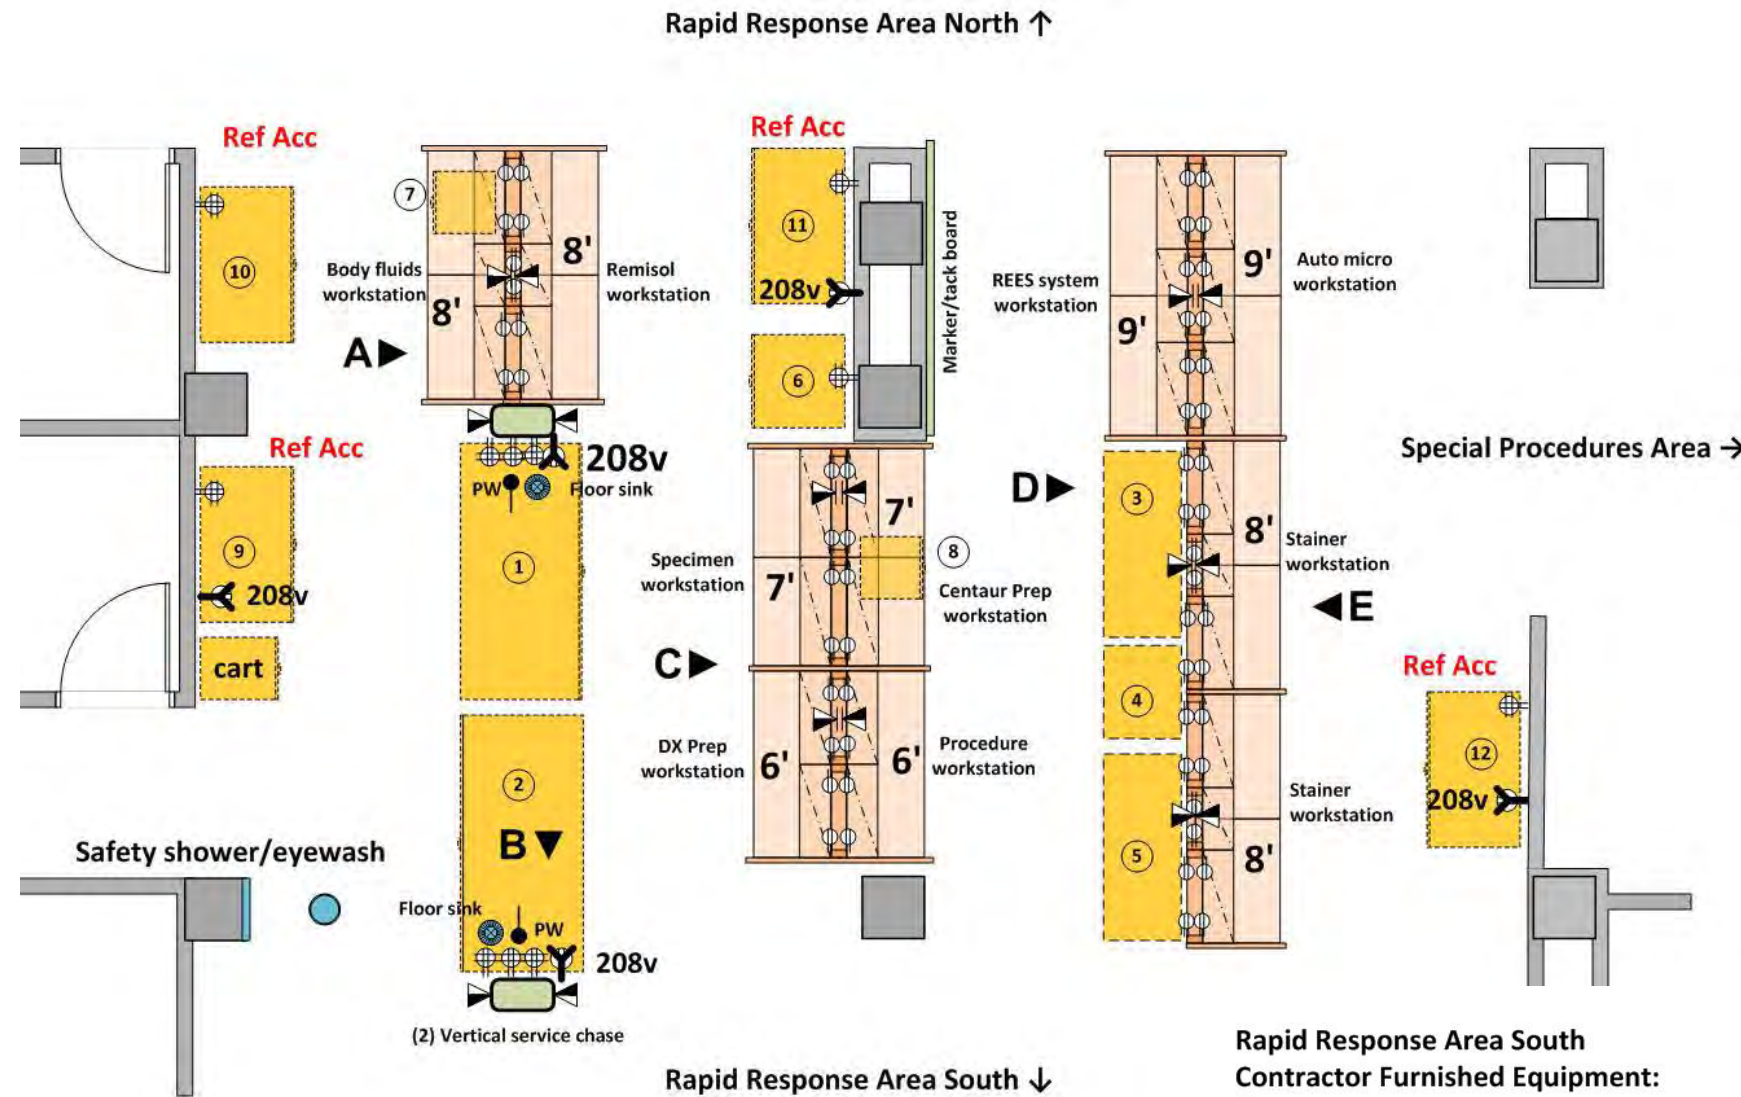 Rapid Response Area North ↑
Ref Acc
Ref Acc
10
7
8'
8'
Body fluids
workstation
Remisol
workstation
A
11
208v
6
Marker/tack board
REES system
workstation
9'
9'
Auto micro
workstation
Special Procedures Area →
Ref Acc
9
208v
cart
208v
PW
Floor sink
1
Specimen
workstation
7'
7'
8
Centaur Prep
workstation
C
D
3
8'
Stainer
workstation
E
4
DX Prep
workstation
6'
6'
Procedure
workstation
Ref Acc
12
208v
2
B
Safety shower/eyewash
Floor sink
PW
208v
(2) Vertical service chase
5
Stainer
workstation
8'
Rapid Response Area South ↓
Rapid Response Area South
Contractor Furnished Equipment: